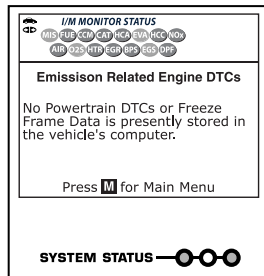 I/M MONITOR STATUS
MIS FUE CCM CAT HCA EVA HCC NOx
AIR O2S HTR EGR BPS EGS DPF
Emissison Related Engine DTCs
No Powertrain DTCs or Freeze
Frame Data is presently stored in
the vehicle's computer.
Press M for Main Menu
SYSTEM STATUS